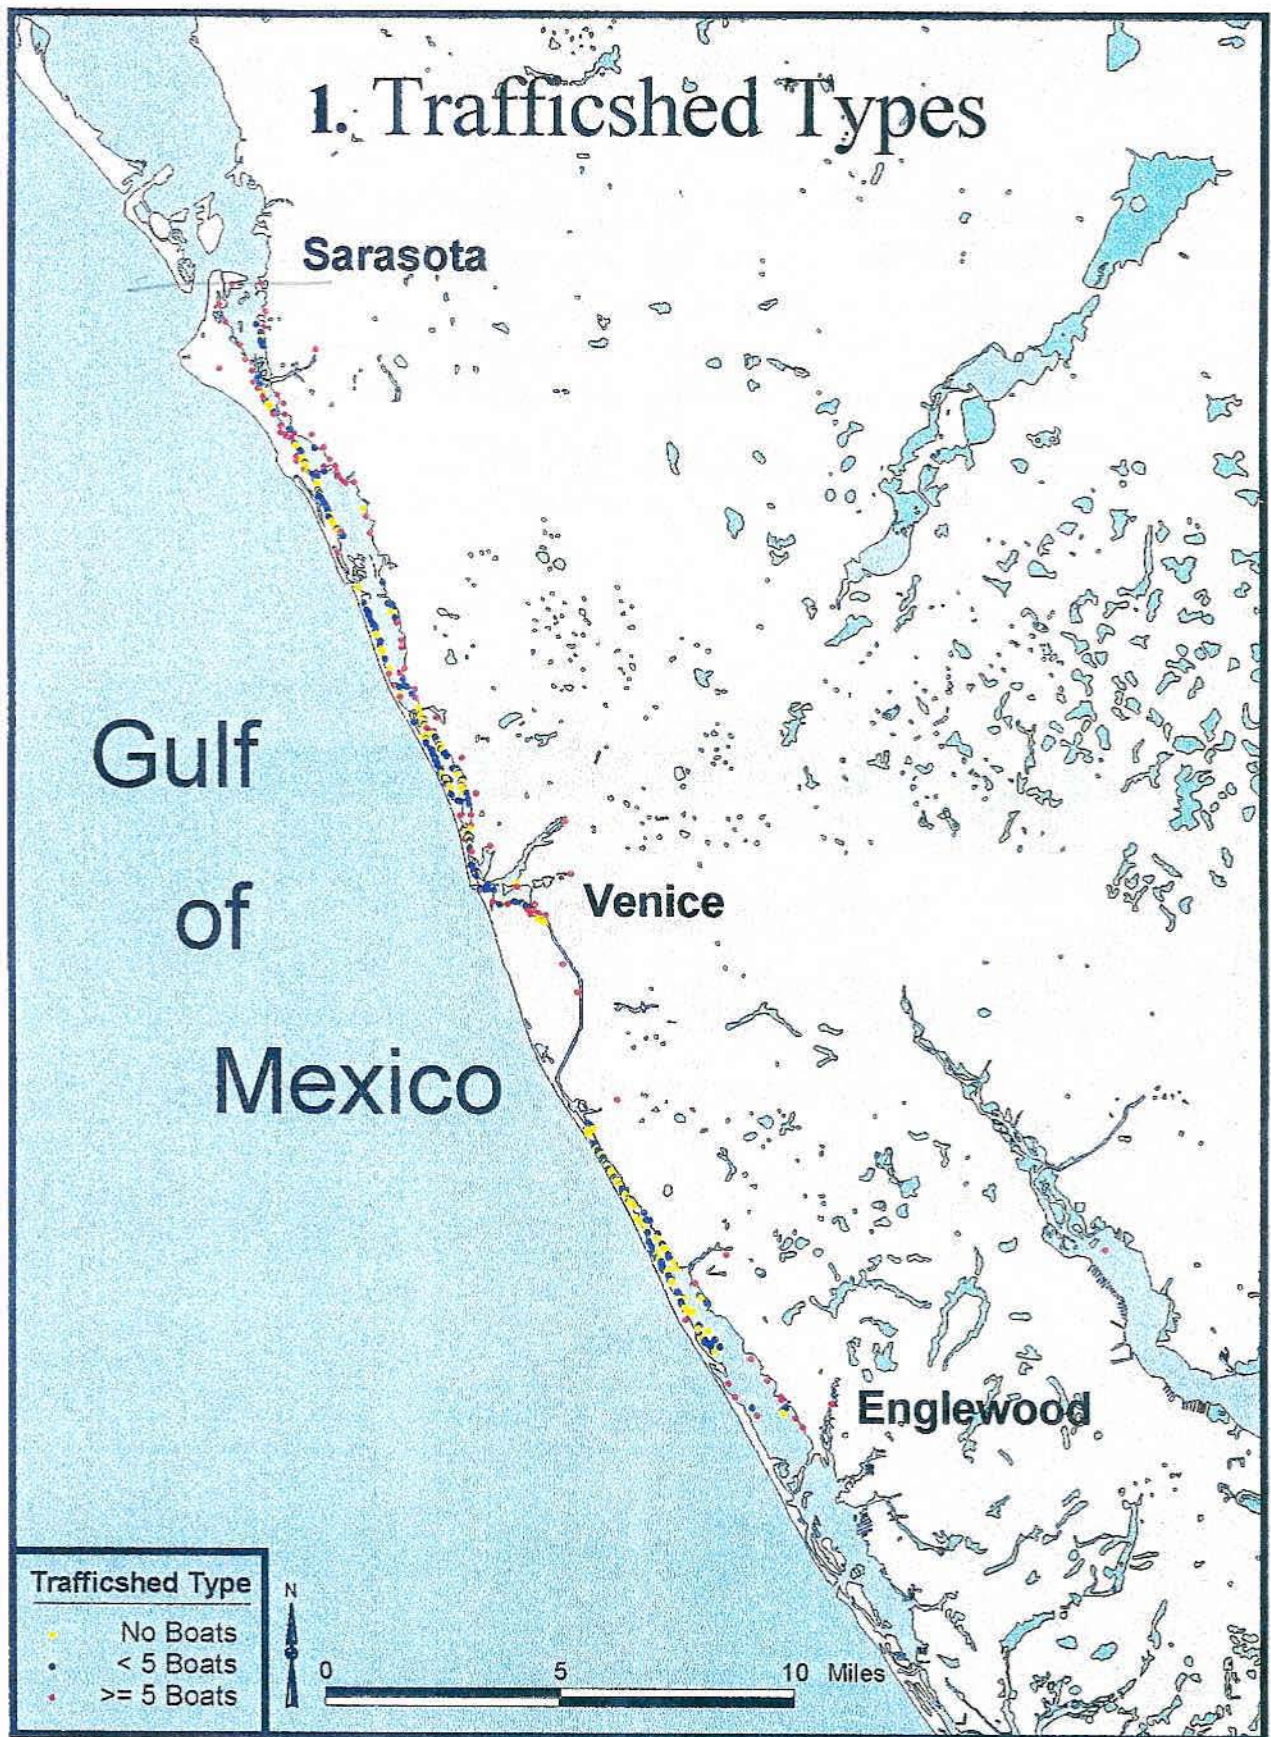 1. Trafficshed Types
Sarasota
Gulf
of
Mexico
Venice
Englewood
Trafficshed Type
No Boats
< 5 Boats
>= 5 Boats
N
0 5 10 Miles